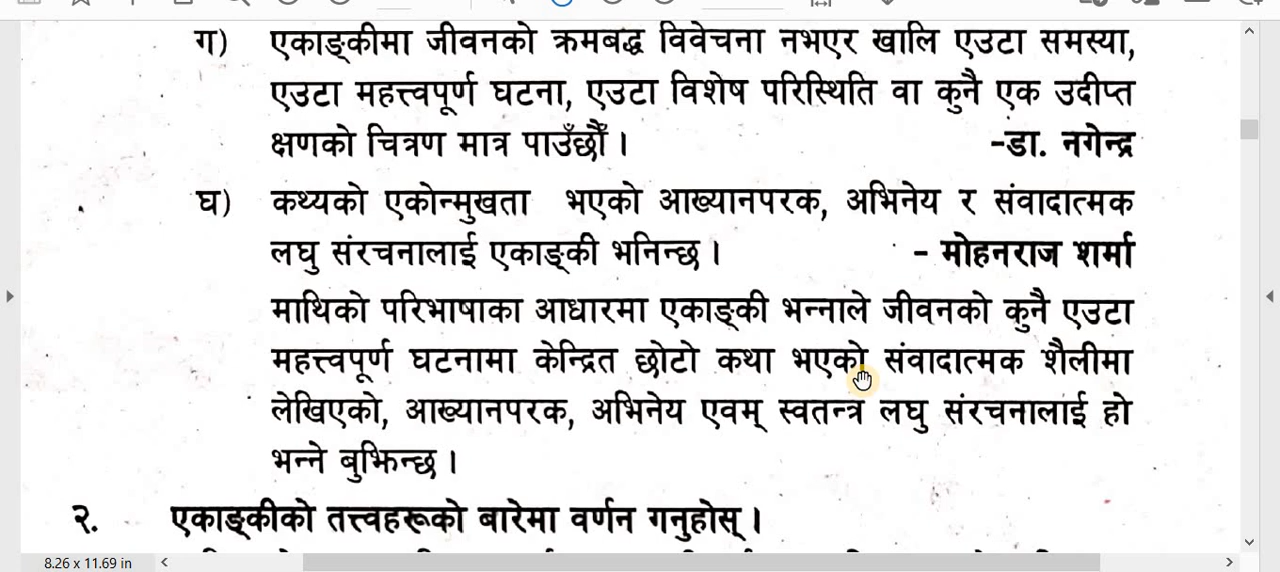 ग) एकाङ्कीमा जीवनको क्रमबद्ध विवेचना नभएर खालि एउटा समस्या,
एउटा महत्त्वपूर्ण घटना, एउटा विशेष परिस्थिति वा कुनै एक उदीप्त
क्षणको चित्रण मात्र पाउँछौँ । -डा. नगेन्द्र
घ) कथ्यको एकोन्मुखता भएको आख्यानपरक, अभिनेय र संवादात्मक
लघु संरचनालाई एकाङ्की भनिन्छ । - मोहनराज शर्मा
माथिको परिभाषाका आधारमा एकाङ्की भन्नाले जीवनको कुनै एउटा
महत्त्वपूर्ण घटनामा केन्द्रित छोटो कथा भएको संवादात्मक शैलीमा
लेखिएको, आख्यानपरक, अभिनेय एवम् स्वतन्त्र लघु संरचनालाई हो
भन्ने बुझिन्छ ।
२. एकाङ्कीको तत्त्वहरूको बारेमा वर्णन गनुहोस् ।
8.26 x 11.69 in